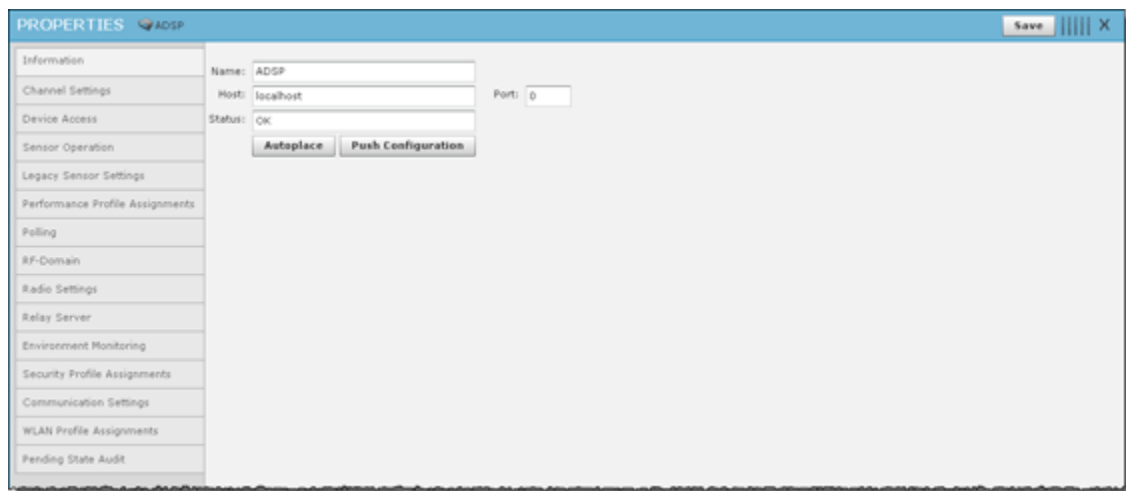 PROPERTIES ADSP Save X
Information
Channel Settings
Device Access
Sensor Operation
Legacy Sensor Settings
Performance Profile Assignments
Polling
RF-Domain
Radio Settings
Relay Server
Environment Monitoring
Security Profile Assignments
Communication Settings
WLAN Profile Assignments
Pending State Audit
Name: ADSP
Host: localhost Port: 0
Status: OK
Autoplace Push Configuration